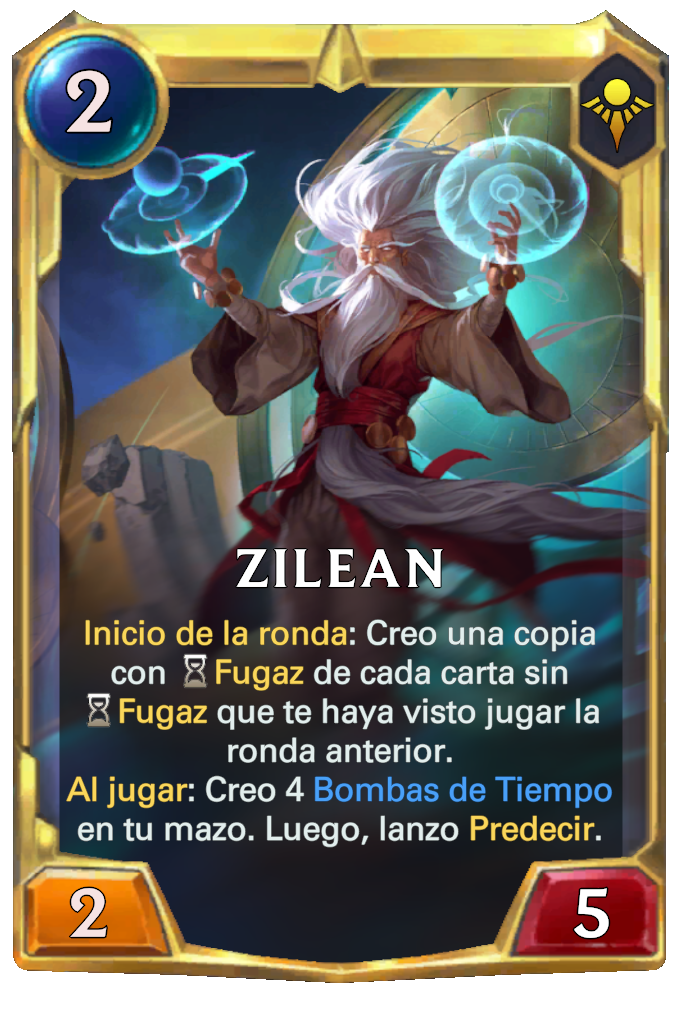 2
ZILEAN
Inicio de la ronda: Creo una copia
con Fugaz de cada carta sin
Fugaz que te haya visto jugar la
ronda anterior.
Al jugar: Creo 4 Bombas de Tiempo
en tu mazo. Luego, lanzo Predecir.
2
5